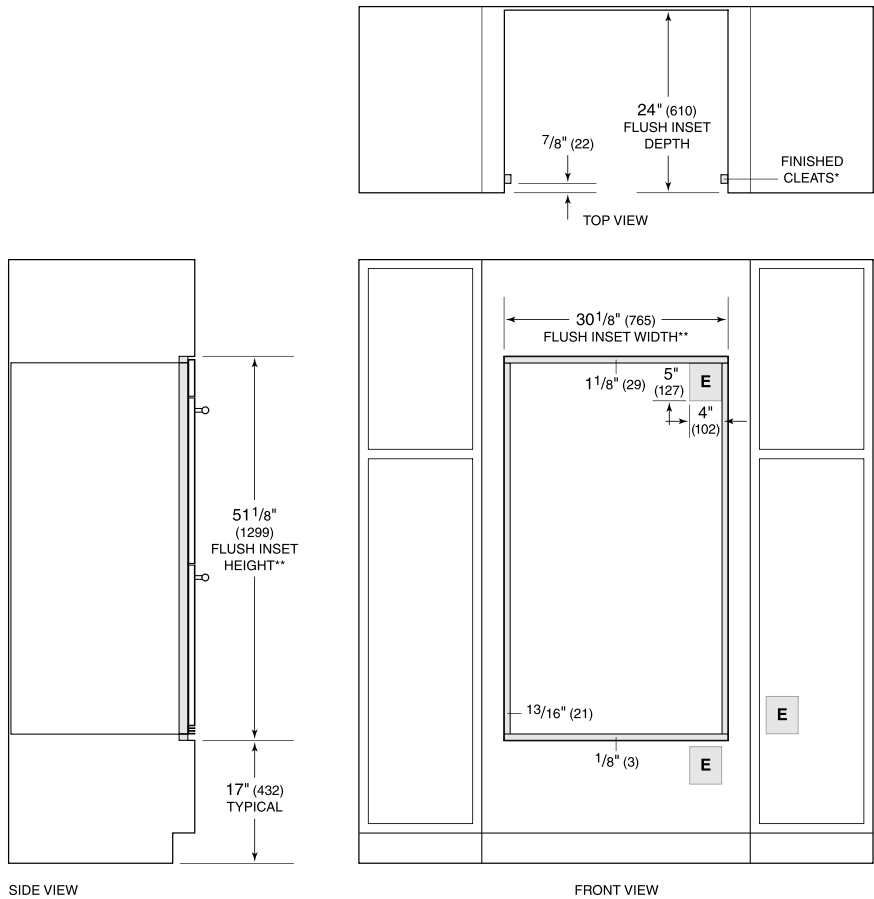 24" (610)
FLUSH INSET
DEPTH
7/8" (22)
FINISHED
CLEATS*
TOP VIEW
30 1/8" (765)
FLUSH INSET WIDTH**
1 1/8" (29)
5"
(127)
E
4"
(102)
51 1/8"
(1299)
FLUSH INSET
HEIGHT**
13/16" (21)
E
1/8" (3)
E
17" (432)
TYPICAL
SIDE VIEW
FRONT VIEW